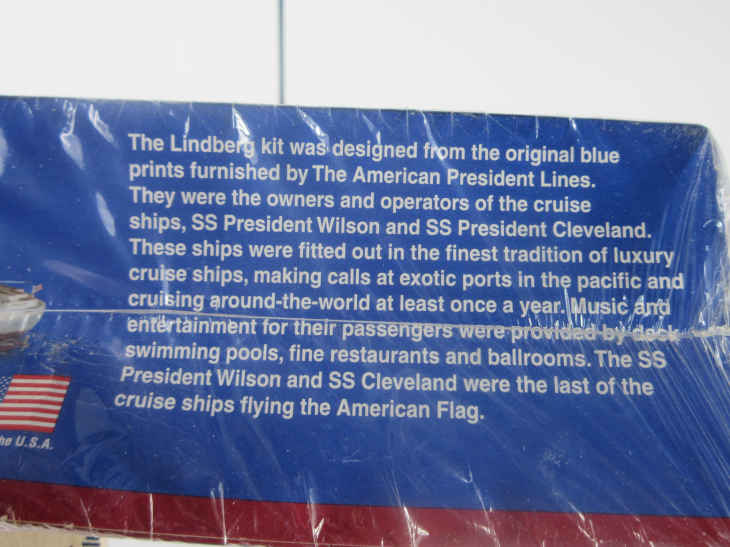 The Lindberg kit was designed from the original blue
prints furnished by The American President Lines.
They were the owners and operators of the cruise
ships, SS President Wilson and SS President Cleveland.
These ships were fitted out in the finest tradition of luxury
cruise ships, making calls at exotic ports in the pacific and
cruising around-the-world at least once a year. Music and
entertainment for their passengers were provided by deck
swimming pools, fine restaurants and ballrooms. The SS
President Wilson and SS Cleveland were the last of the
cruise ships flying the American Flag.
he U.S.A.